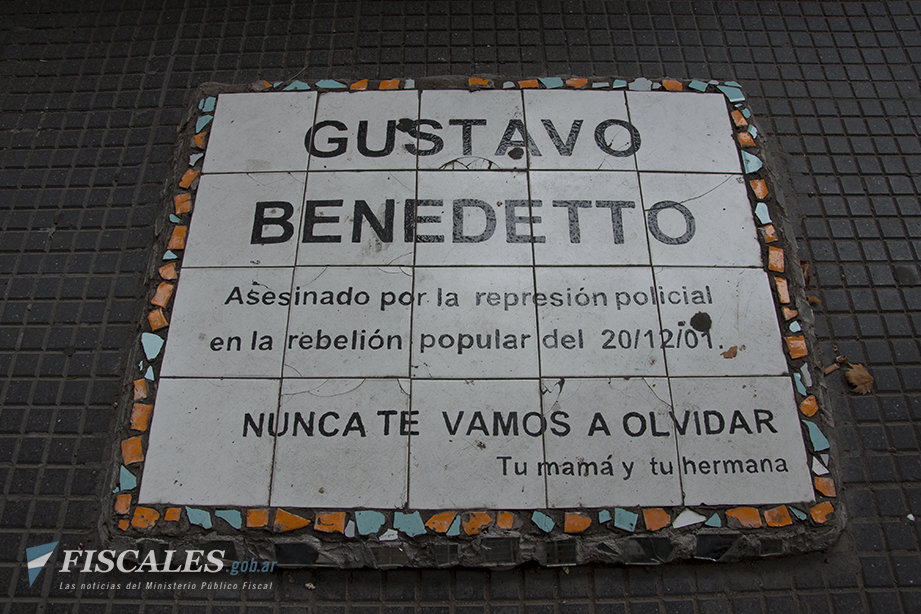 GUSTAVO
BENEDETTO
Asesinado por la represión policial
en la rebelión popular del 20/12/01.
NUNCA TE VAMOS A OLVIDAR
Tu mamá y tu hermana
FISCALES.gob.ar
Las noticias del Ministerio Público Fiscal